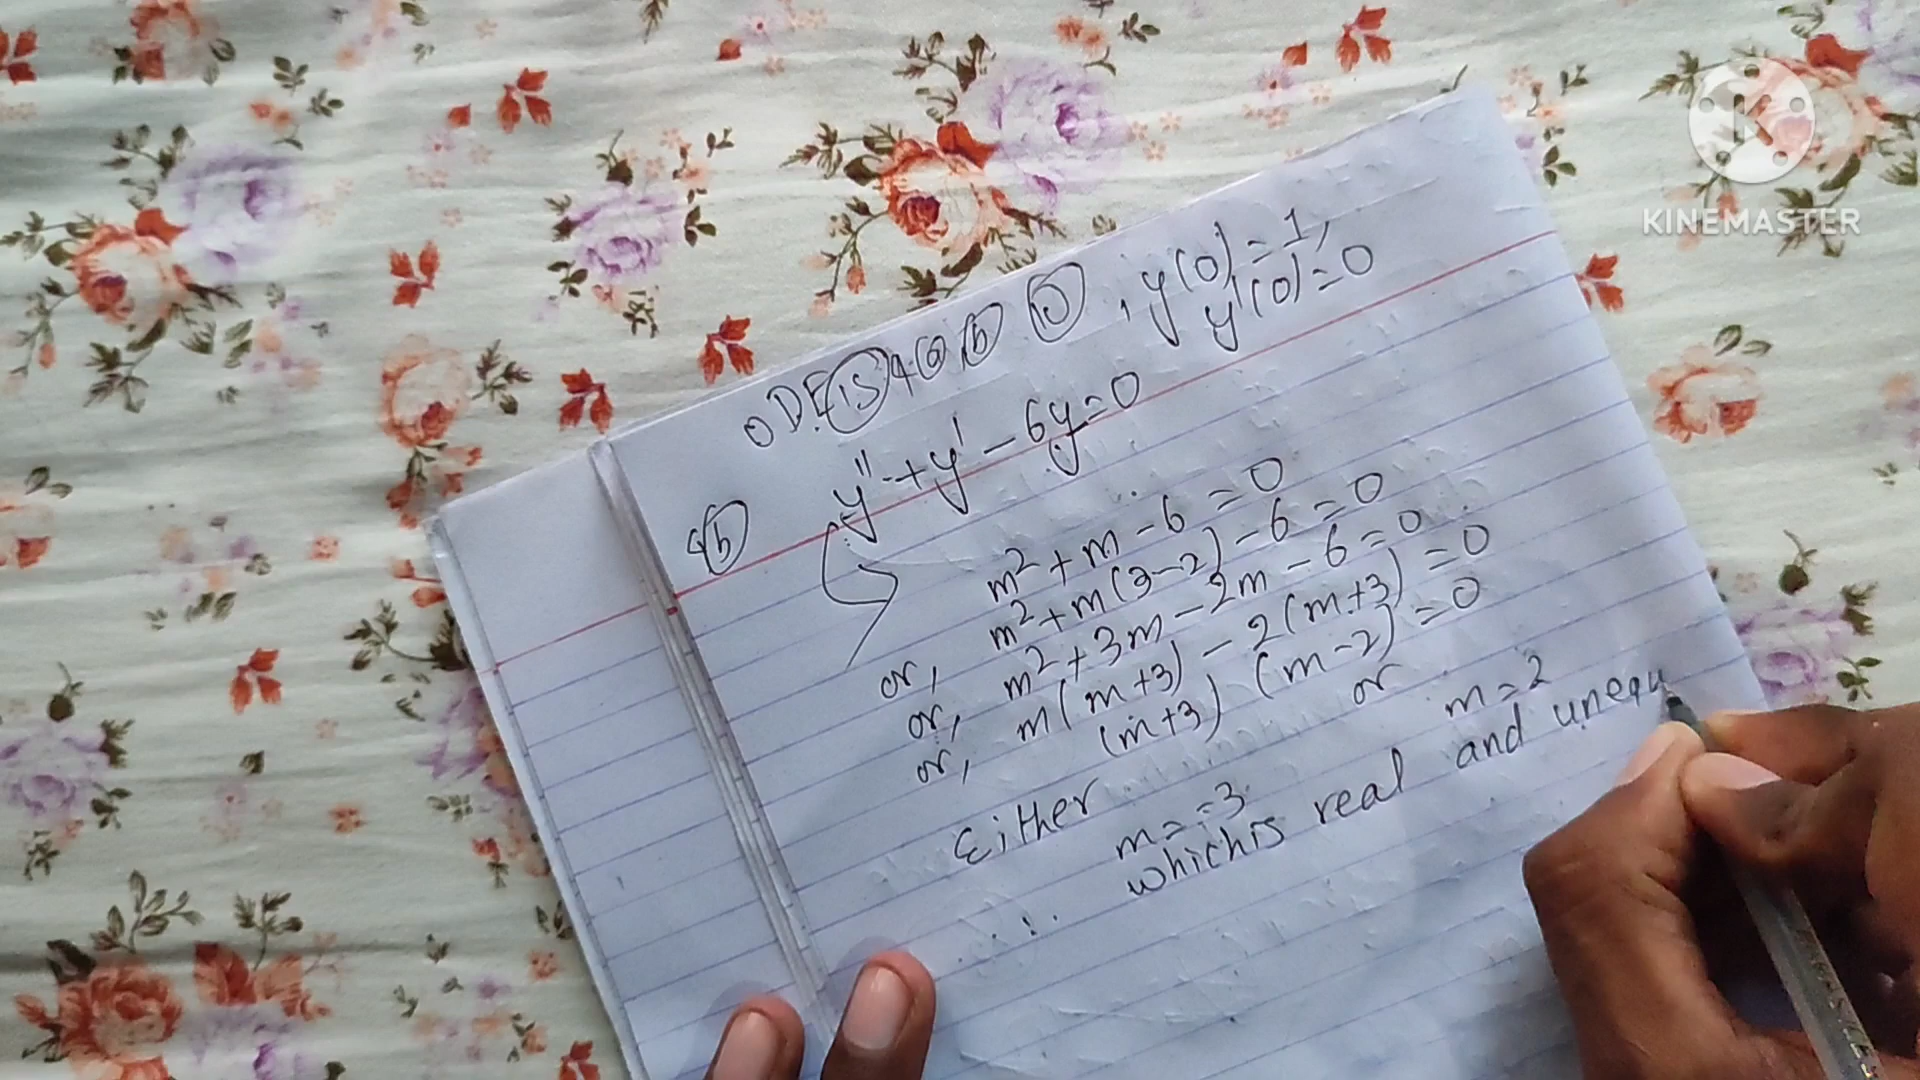 ODE 15 4(a) (b)
4(b) y'' + y' - 6y = 0 , y(0) = 1,
y'(0) = 0
m² + m - 6 = 0
or, m² + m(3-2) - 6 = 0
or, m² + 3m - 2m - 6 = 0
or, m(m+3) - 2(m+3) = 0
(m+3) (m-2) = 0
Either or
m = -3 m = 2
∴ which is real and unequ
K
KINEMASTER